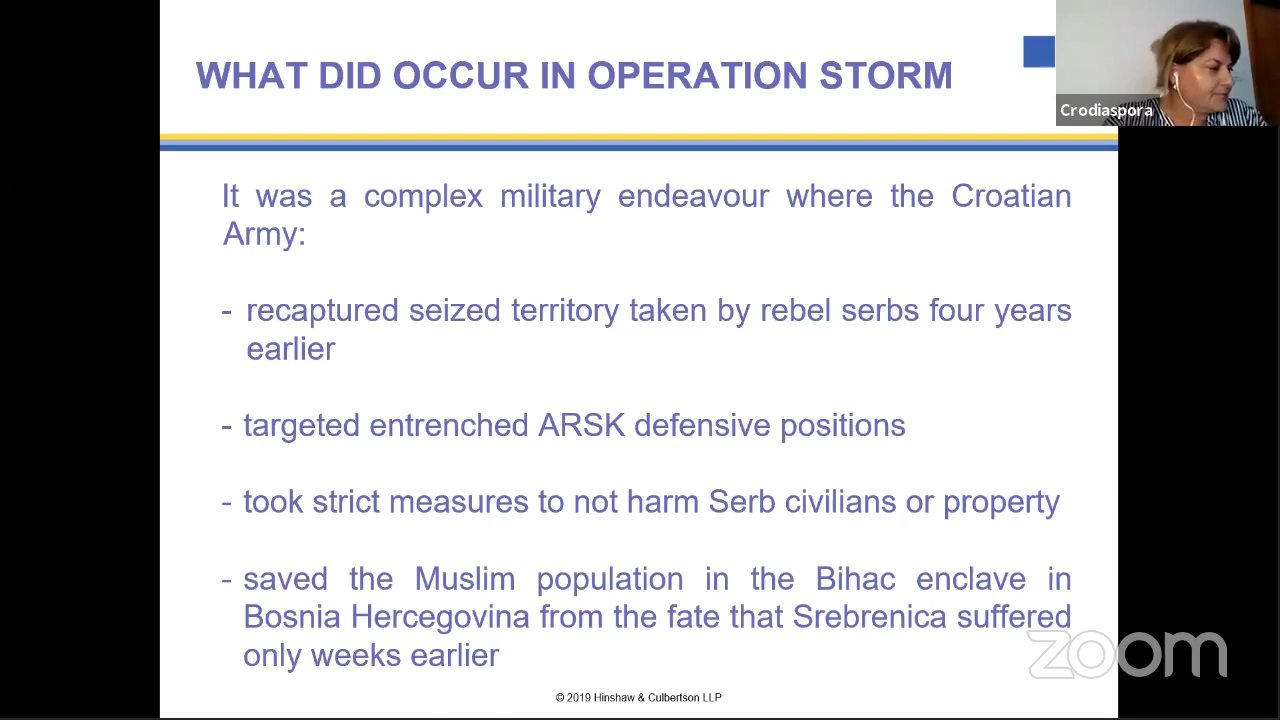 WHAT DID OCCUR IN OPERATION STORM
Crodiaspora
It was a complex military endeavour where the Croatian
Army:
- recaptured seized territory taken by rebel serbs four years
earlier
- targeted entrenched ARSK defensive positions
- took strict measures to not harm Serb civilians or property
- saved the Muslim population in the Bihac enclave in
Bosnia Hercegovina from the fate that Srebrenica suffered
only weeks earlier
zoom
© 2019 Hinshaw & Culbertson LLP